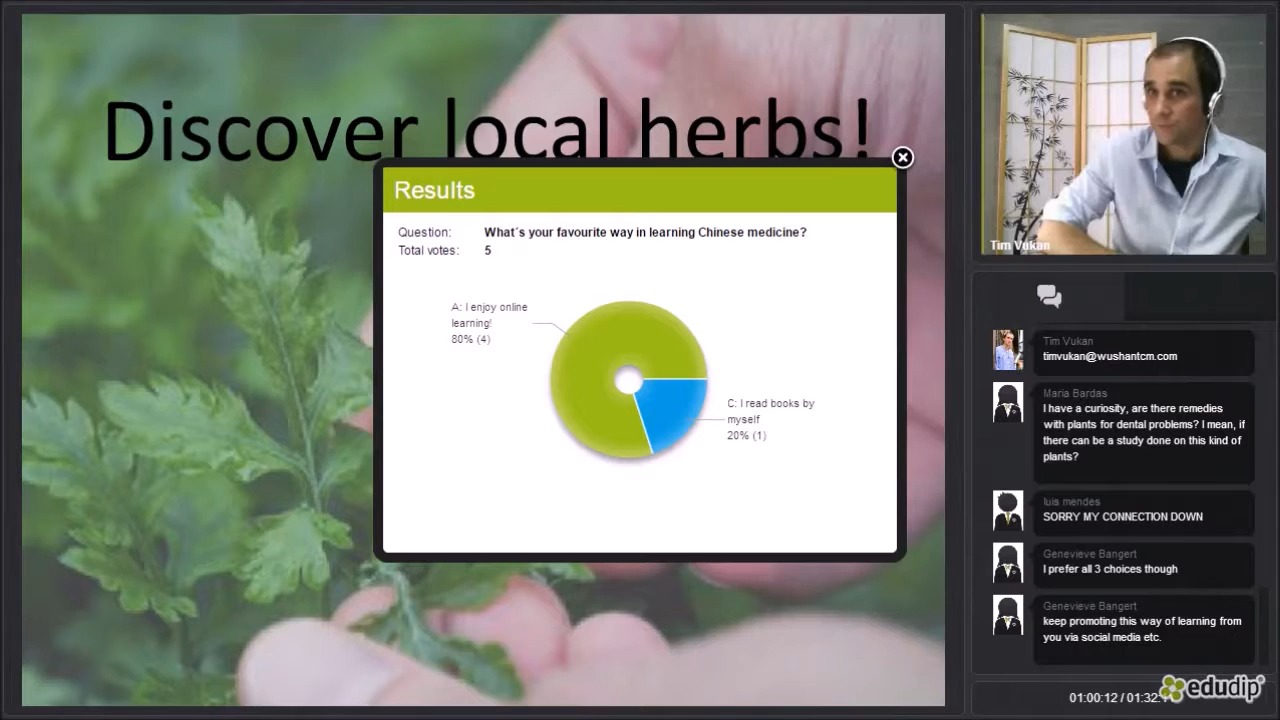 Discover local herbs!
Results
Question: What´s your favourite way in learning Chinese medicine?
Total votes: 5
A: I enjoy online
learning!
80% (4)
C: I read books by
myself
20% (1)
Tim Vukan
Tim Vukan
timvukan@wushantcm.com
Maria Bardas
I have a curiosity, are there remedies
with plants for dental problems? I mean, if
there can be a study done on this kind of
plants?
luis mendes
SORRY MY CONNECTION DOWN
Genevieve Bangert
I prefer all 3 choices though
Genevieve Bangert
keep promoting this way of learning from
you via social media etc.
01:00:12 / 01:32:
edudip